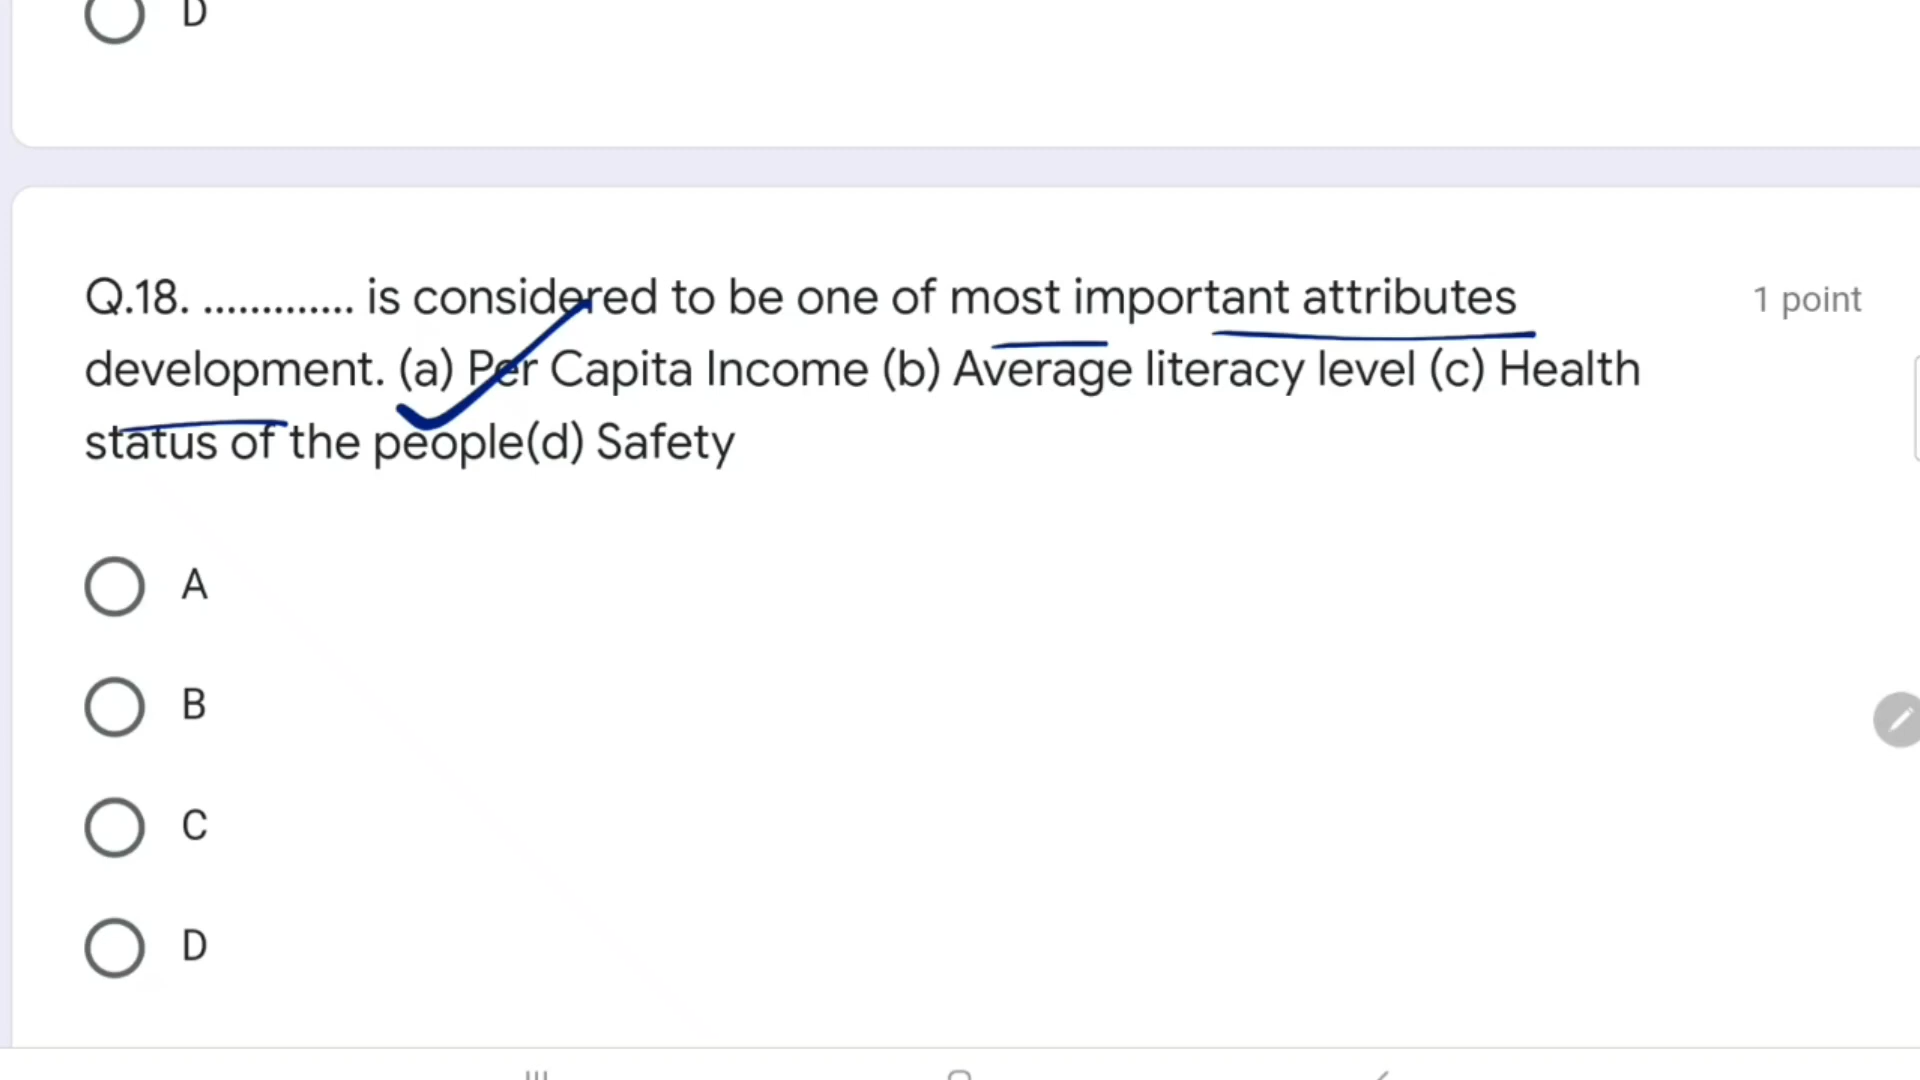 D
Q.18. ............. is considered to be one of most important attributes
1 point
development. (a) Per Capita Income (b) Average literacy level (c) Health
status of the people(d) Safety
A
B
C
D